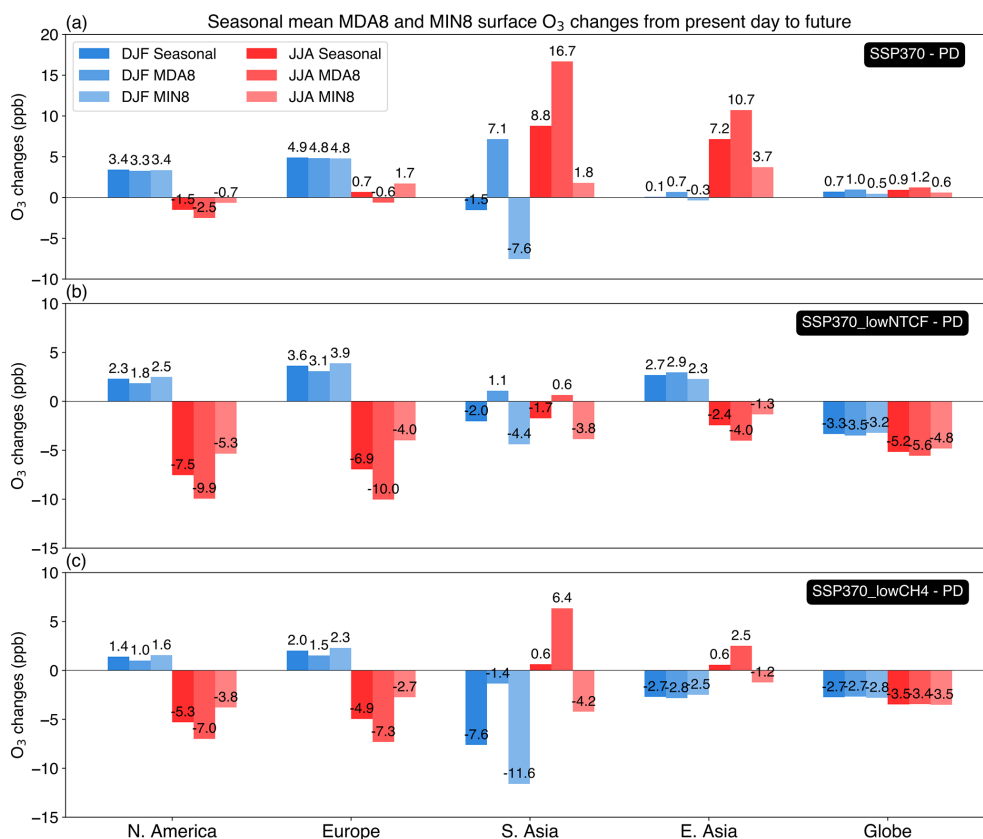 Seasonal mean MDA8 and MIN8 surface O₃ changes from present day to future
(a)
DJF Seasonal
DJF MDA8
DJF MIN8
JJA Seasonal
JJA MDA8
JJA MIN8
SSP370 - PD
O₃ changes (ppb)
20
15
10
5
0
−5
−10
3.4 3.3 3.4 -1.5 -2.5 -0.7
4.9 4.8 4.8 0.7 -0.6 1.7
-1.5 7.1 -7.6 8.8 16.7 1.8
0.1 0.7 -0.3 7.2 10.7 3.7
0.7 1.0 0.5 0.9 1.2 0.6
(b)
SSP370_lowNTCF - PD
O₃ changes (ppb)
10
5
0
−5
−10
−15
2.3 1.8 2.5 -7.5 -9.9 -5.3
3.6 3.1 3.9 -6.9 -10.0 -4.0
-2.0 1.1 -4.4 -1.7 0.6 -3.8
2.7 2.9 2.3 -2.4 -4.0 -1.3
-3.3 -3.5 -3.2 -5.2 -5.6 -4.8
(c)
SSP370_lowCH4 - PD
O₃ changes (ppb)
10
5
0
−5
−10
−15
1.4 1.0 1.6 -5.3 -7.0 -3.8
2.0 1.5 2.3 -4.9 -7.3 -2.7
-7.6 -1.4 -11.6 0.6 6.4 -4.2
-2.7 -2.8 -2.5 0.6 2.5 -1.2
-2.7 -2.7 -2.8 -3.5 -3.4 -3.5
N. America
Europe
S. Asia
E. Asia
Globe